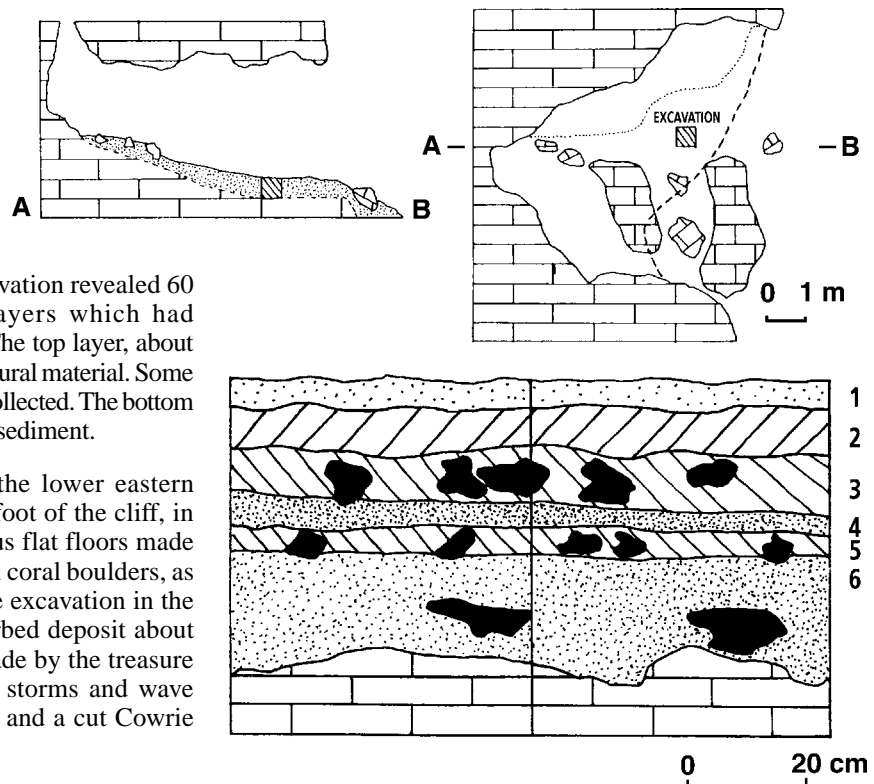 A
B
EXCAVATION
A –
– B
0 1 m
vation revealed 60
ayers which had
he top layer, about
ural material. Some
ollected. The bottom
sediment.
the lower eastern
foot of the cliff, in
us flat floors made
coral boulders, as
e excavation in the
rbed deposit about
ade by the treasure
storms and wave
and a cut Cowrie
1
2
3
4
5
6
0 20 cm